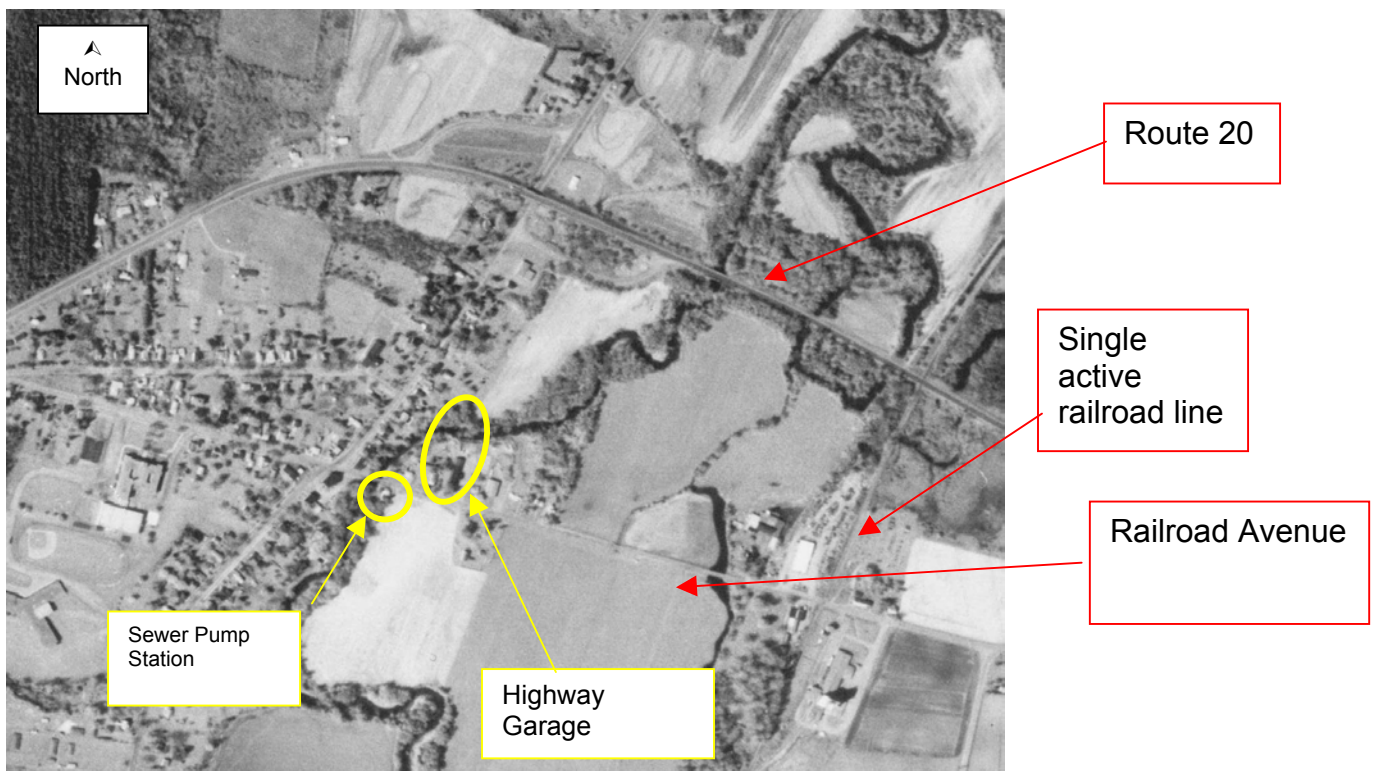 North
Route 20
Single
active
railroad line
Railroad Avenue
Sewer Pump
Station
Highway
Garage